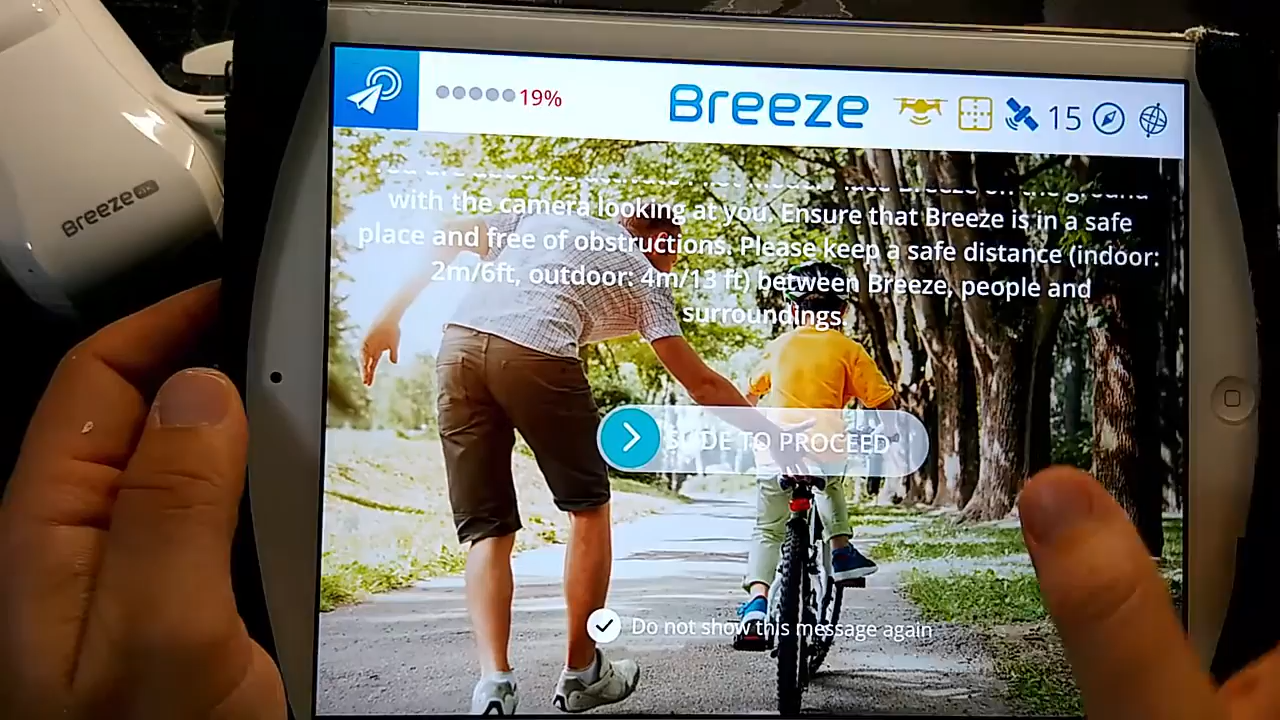 19%
Breeze
15
Breeze 4K
with the camera looking at you. Ensure that Breeze is in a safe
place and free of obstructions. Please keep a safe distance (indoor:
2m/6ft, outdoor: 4m/13 ft) between Breeze, people and
surroundings.
SLIDE TO PROCEED
Do not show this message again